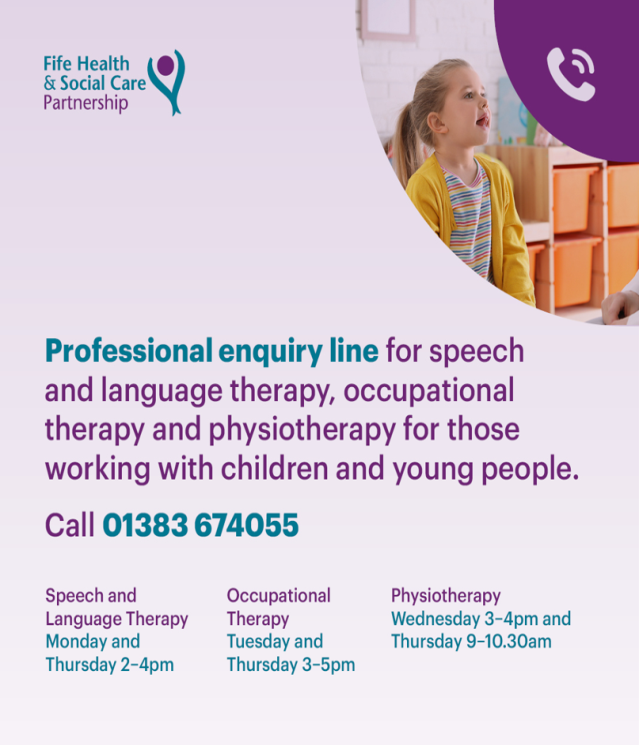 Fife Health
& Social Care
Partnership
Professional enquiry line for speech
and language therapy, occupational
therapy and physiotherapy for those
working with children and young people.
Call 01383 674055
Speech and
Language Therapy
Monday and
Thursday 2–4pm
Occupational
Therapy
Tuesday and
Thursday 3–5pm
Physiotherapy
Wednesday 3–4pm and
Thursday 9–10.30am